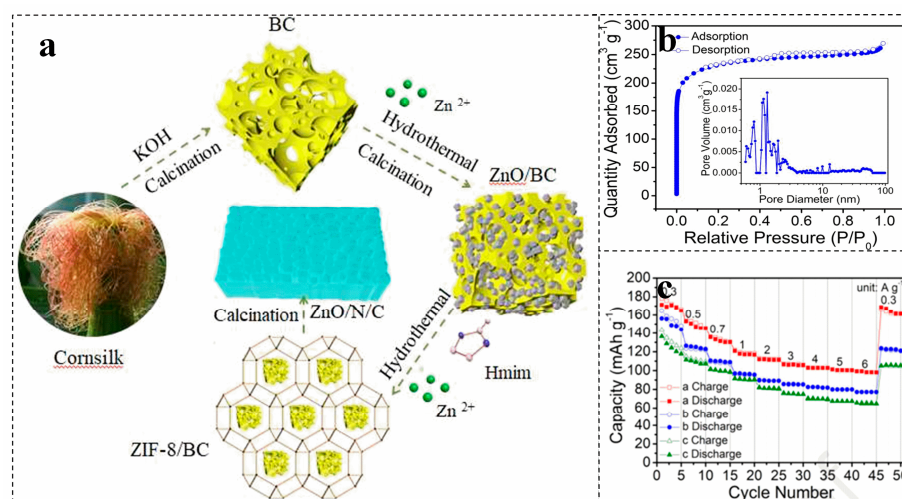 a
BC
Zn 2+
KOH
Calcination
Hydrothermal
Calcination
ZnO/BC
Cornsilk
Calcination
ZnO/N/C
Hydrothermal
Hmim
Zn 2+
ZIF-8/BC
b
Adsorption
Desorption
Quantity Adsorbed (cm³ g⁻¹)
300
250
200
150
100
50
0
0.0 0.2 0.4 0.6 0.8 1.0
Relative Pressure (P/P₀)
Pore Volume (cm³g⁻¹)
0.020
0.015
0.010
0.005
0.000
1 10 100
Pore Diameter (nm)
c
unit: A g⁻¹
0.5
0.7
1
2
3
4
5
6
0.3
Capacity (mAh g⁻¹)
200
180
160
140
120
100
80
60
40
20
0
a Charge
a Discharge
b Charge
b Discharge
c Charge
c Discharge
0 5 10 15 20 25 30 35 40 45 50
Cycle Number